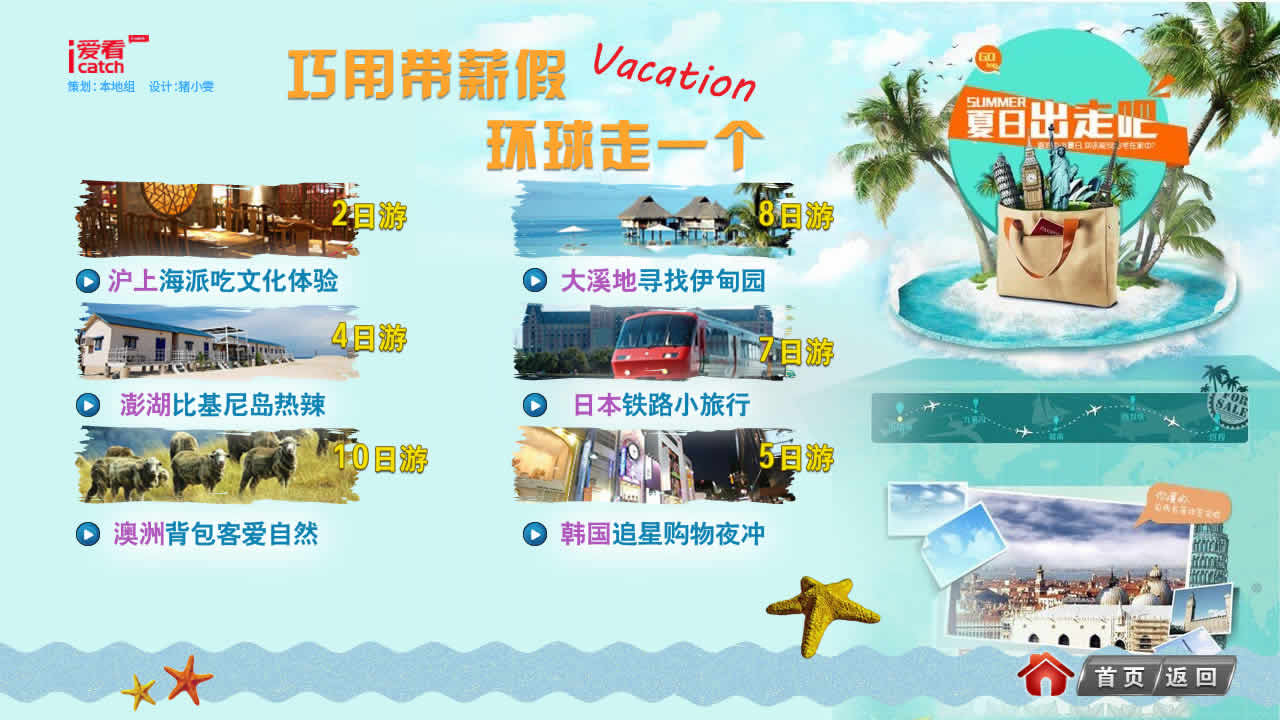 i爱看
catch
策划:本地组 设计:猪小雯
巧用带薪假
Vacation
环球走一个
GO
SUMMER
夏日出走吧
2日游
沪上海派吃文化体验
8日游
大溪地寻找伊甸园
4日游
澎湖比基尼岛热辣
7日游
日本铁路小旅行
10日游
澳洲背包客爱自然
5日游
韩国追星购物夜冲
FOR
SALE
首页
返回